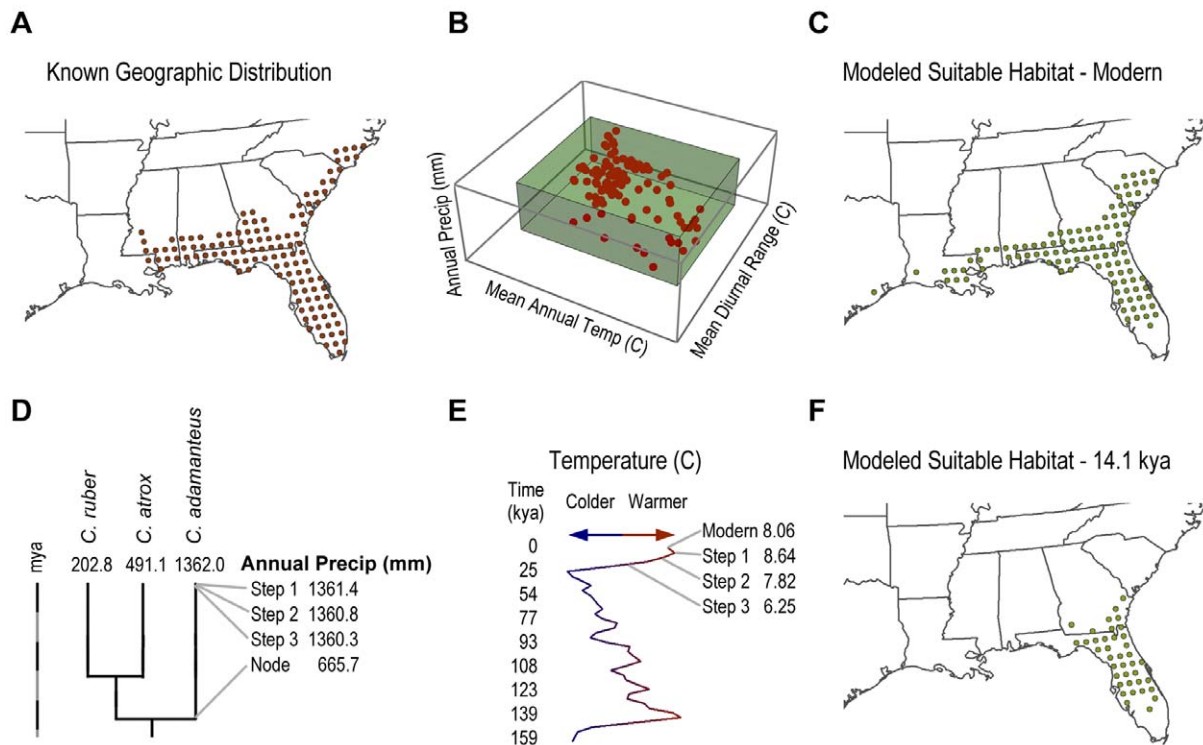 A
Known Geographic Distribution
B
Annual Precip (mm)
Mean Annual Temp (C)
Mean Diurnal Range (C)
C
Modeled Suitable Habitat - Modern
D
C. ruber
C. atrox
C. adamanteus
mya
202.8 491.1 1362.0 Annual Precip (mm)
Step 1 1361.4
Step 2 1360.8
Step 3 1360.3
Node 665.7
E
Temperature (C)
Time
(kya)
Colder Warmer
0
25
54
77
93
108
123
139
159
Modern 8.06
Step 1 8.64
Step 2 7.82
Step 3 6.25
F
Modeled Suitable Habitat - 14.1 kya